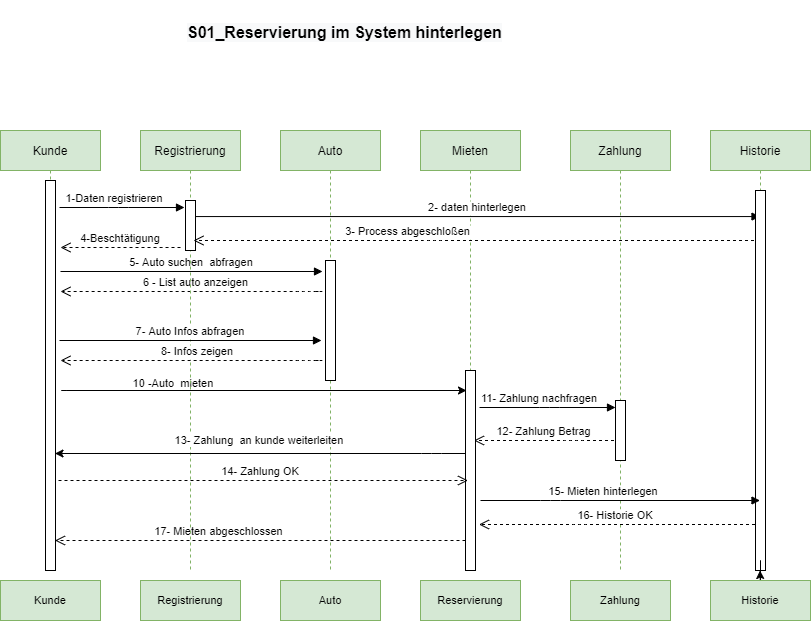 S01_Reservierung im System hinterlegen
Kunde
Registrierung
Auto
Mieten
Zahlung
Historie
1-Daten registrieren
2- daten hinterlegen
3- Process abgeschloßen
4-Beschtätigung
5- Auto suchen  abfragen
6 - List auto anzeigen
7- Auto Infos abfragen
8- Infos zeigen
10 -Auto  mieten
11- Zahlung nachfragen
12- Zahlung Betrag
13- Zahlung  an kunde weiterleiten
14- Zahlung OK
15- Mieten hinterlegen
16- Historie OK
17- Mieten abgeschlossen
Kunde
Registrierung
Auto
Reservierung
Zahlung
Historie